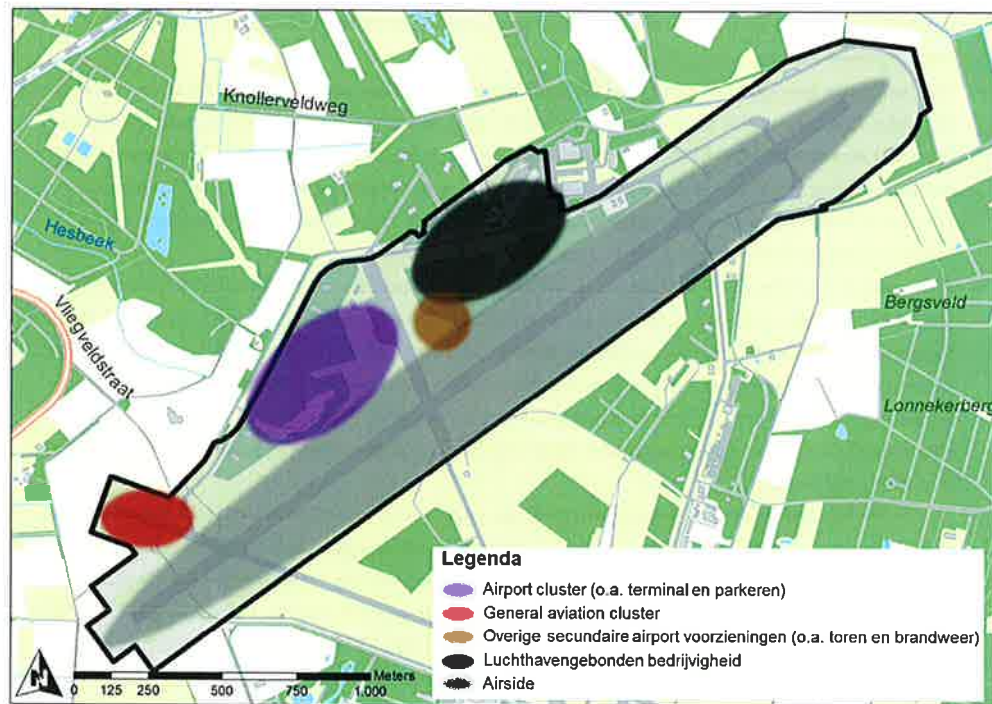 Knollerveldweg
Hesbeek
Vliegveldstraat
Bergsveld
Lonnekerberg
Legenda
Airport cluster (o.a. terminal en parkeren)
General aviation cluster
Overige secundaire airport voorzieningen (o.a. toren en brandweer)
Luchthavengebonden bedrijvigheid
Airside
N
Meters
0 125 250 500 750 1.000